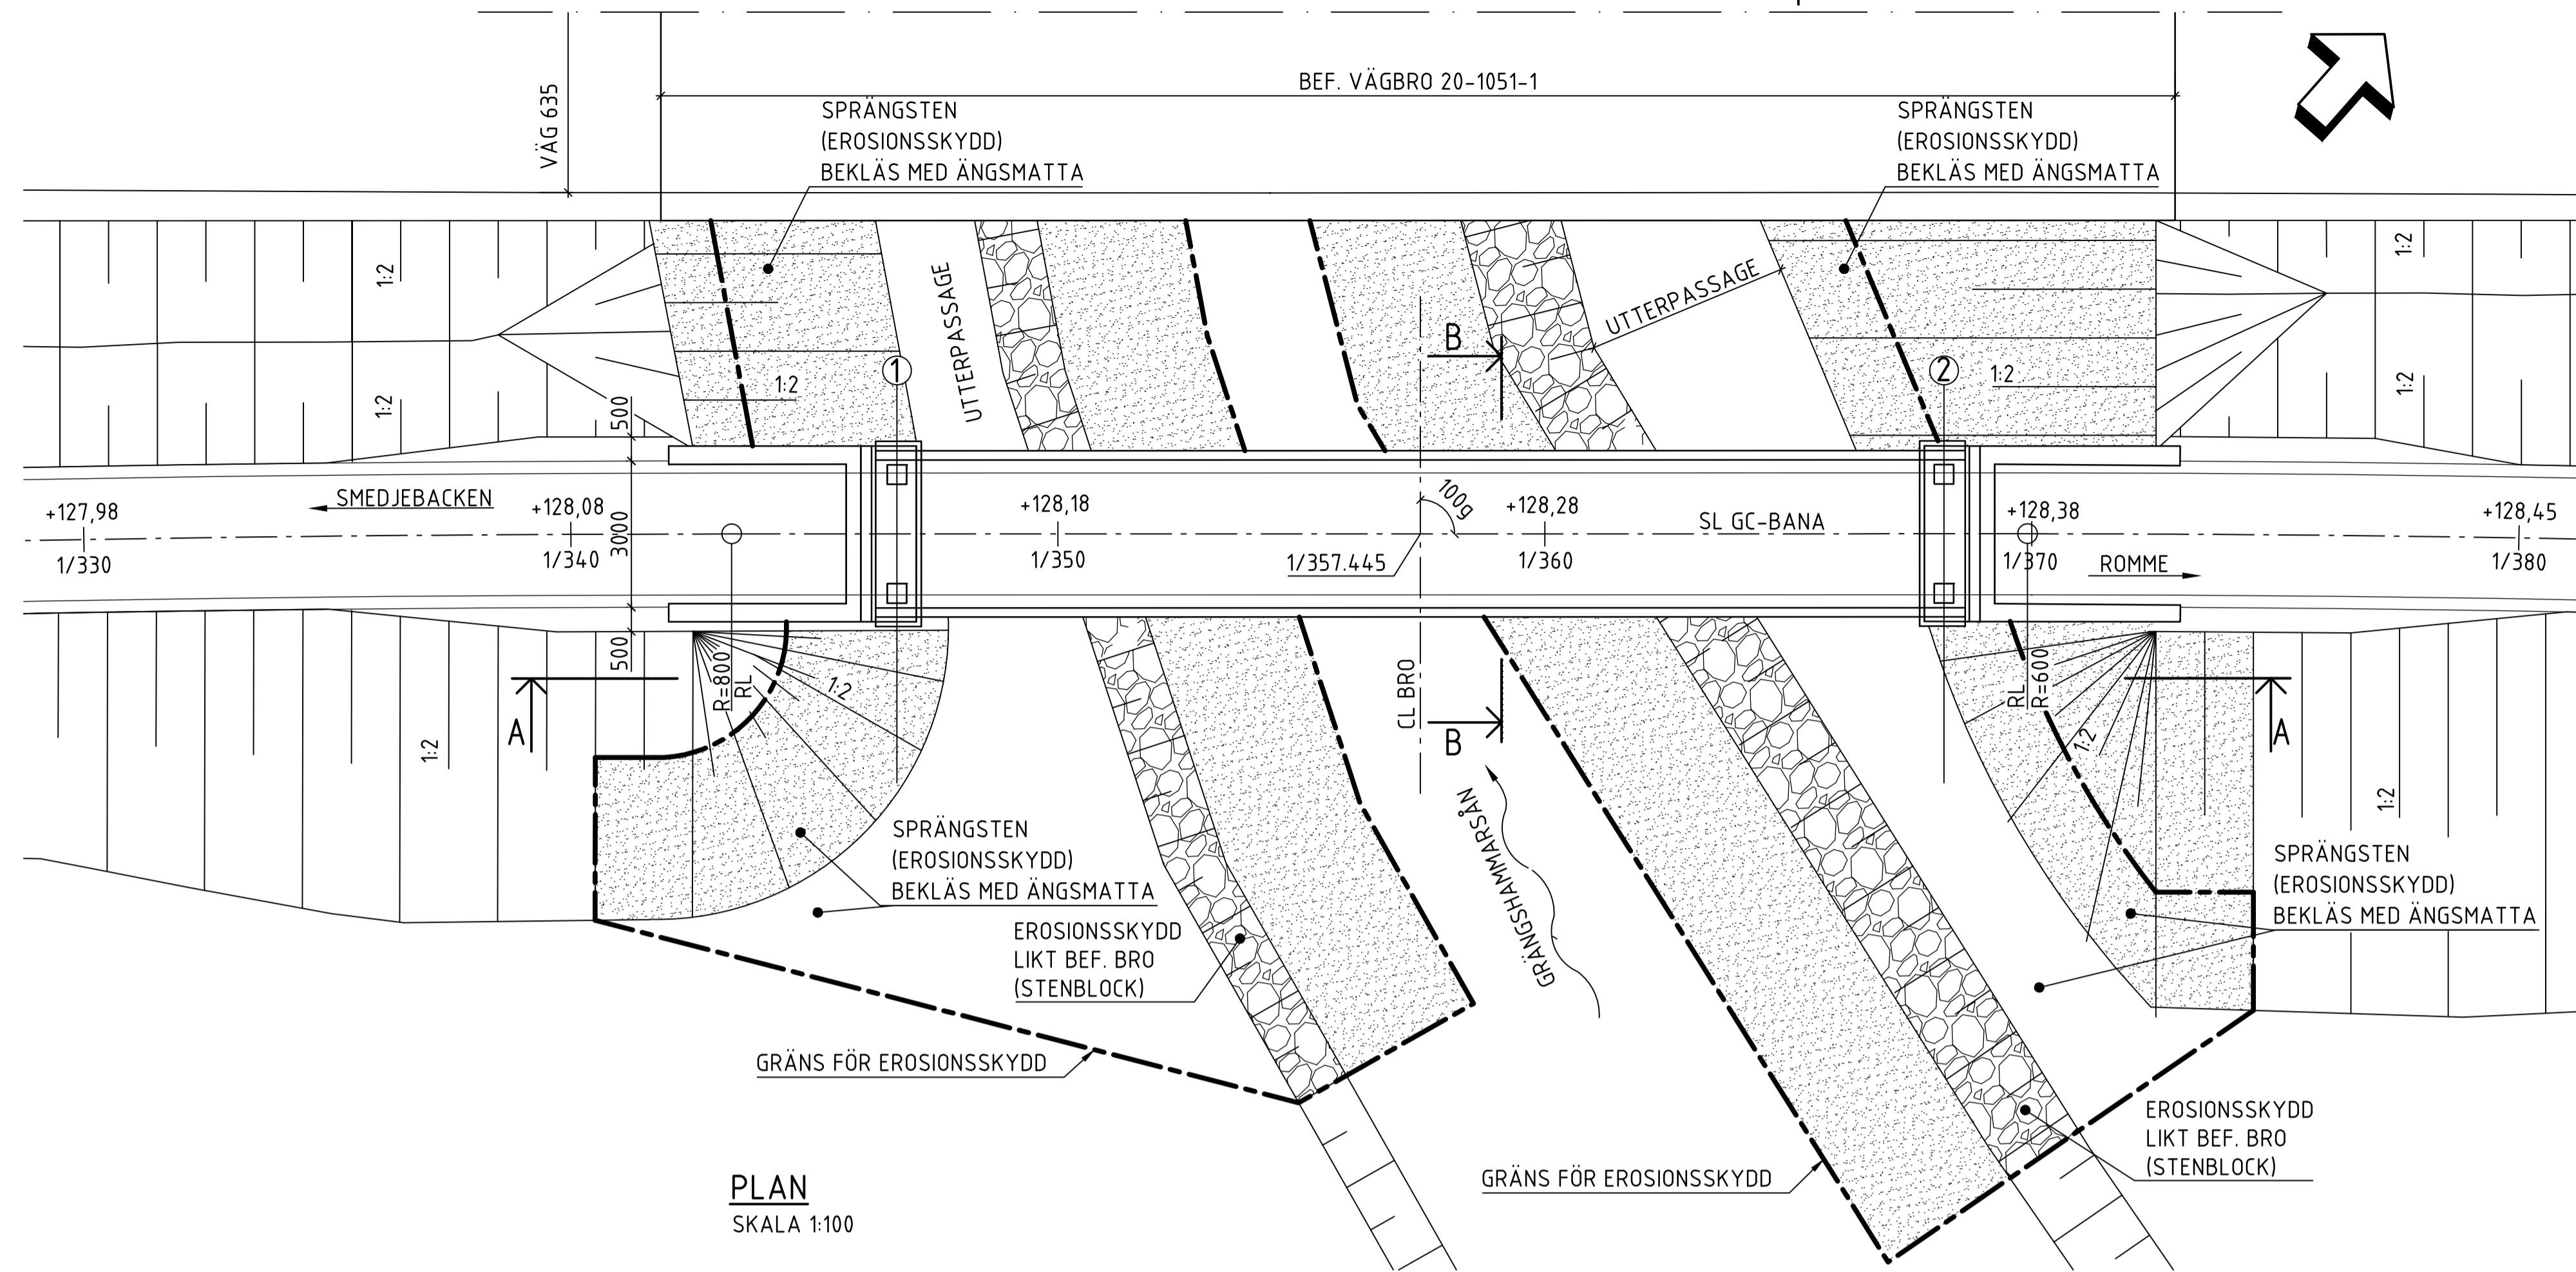 BEF. VÄGBRO 20-1051-1
VÄG 635
SPRÄNGSTEN
(EROSIONSSKYDD)
BEKLÄS MED ÄNGSMATTA
SPRÄNGSTEN
(EROSIONSSKYDD)
BEKLÄS MED ÄNGSMATTA
1:2
1:2
1:2
1:2
1:2
1:2
UTTERPASSAGE
UTTERPASSAGE
1
2
B
500
3000
500
SMEDJEBACKEN
+127,98
1/330
+128,08
1/340
+128,18
1/350
1/357.445
100g
+128,28
1/360
SL GC-BANA
+128,38
1/370
ROMME
+128,45
1/380
R=800
RL
1:2
CL BRO
B
RL
R=600
1:2
A
A
1:2
1:2
GRÄNGSHAMMARSÅN
SPRÄNGSTEN
(EROSIONSSKYDD)
BEKLÄS MED ÄNGSMATTA
SPRÄNGSTEN
(EROSIONSSKYDD)
BEKLÄS MED ÄNGSMATTA
EROSIONSSKYDD
LIKT BEF. BRO
(STENBLOCK)
GRÄNS FÖR EROSIONSSKYDD
EROSIONSSKYDD
LIKT BEF. BRO
(STENBLOCK)
GRÄNS FÖR EROSIONSSKYDD
PLAN
SKALA 1:100